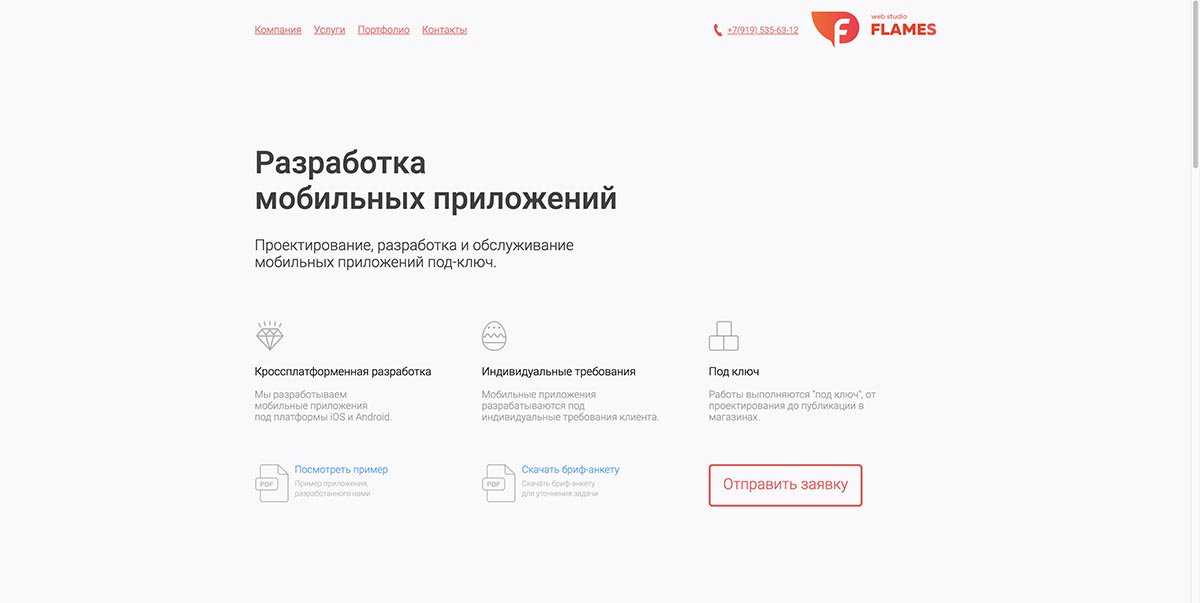 Компания Услуги Портфолио Контакты +7(919) 535-63-12 web studio
FLAMES
Разработка
мобильных приложений
Проектирование, разработка и обслуживание
мобильных приложений под-ключ.
Кроссплатформенная разработка
Мы разработываем
мобильные приложения
под платформы iOS и Android.
Индивидуальные требования
Мобильные приложения
разрабатываются под
индивидуальные требования клиента.
Под ключ
Работы выполняются "под ключ", от
проектирования до публикации в
магазинах.
PDF
Посмотреть пример
Пример приложения,
разработанного нами
PDF
Скачать бриф-анкету
Скачать бриф-анкету
для уточнения задачи
Отправить заявку